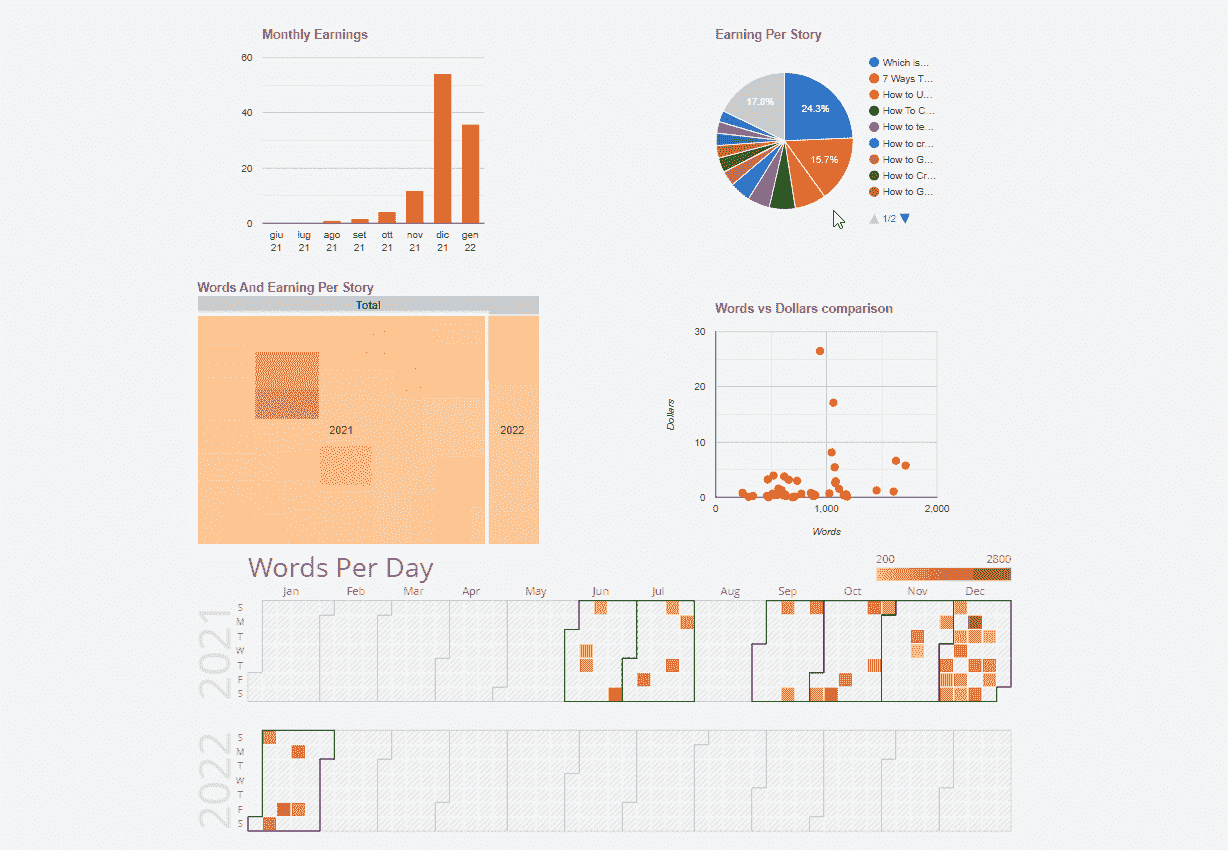 Monthly Earnings
60
40
20
0
giu
21
lug
21
ago
21
set
21
ott
21
nov
21
dic
21
gen
22
Earning Per Story
17.8%
24.3%
15.7%
Which is...
7 Ways T...
How to U...
How To C...
How to te...
How to cr...
How to G...
How to Cr...
How to G...
1/2
Words And Earning Per Story
Total
2021
2022
Words vs Dollars comparison
30
20
10
0
Dollers
0
1,000
2,000
Words
Words Per Day
200
2800
Jan
Feb
Mar
Apr
May
Jun
Jul
Aug
Sep
Oct
Nov
Dec
2021
S
M
T
W
T
F
S
2022
S
M
T
W
T
F
S